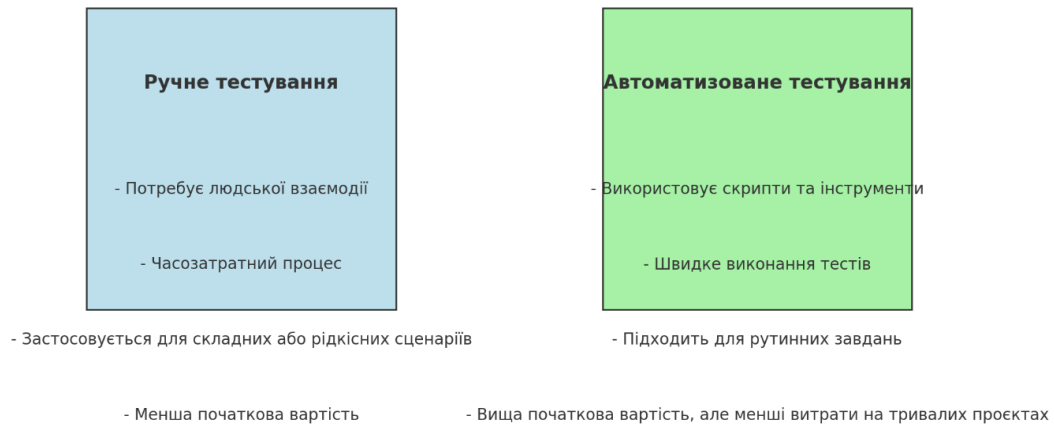 Ручне тестування
- Потребує людської взаємодії
- Часозатратний процес
- Застосовується для складних або рідкісних сценаріїв
- Менша початкова вартість
Автоматизоване тестування
- Використовує скрипти та інструменти
- Швидке виконання тестів
- Підходить для рутинних завдань
- Вища початкова вартість, але менші витрати на тривалих проєктах